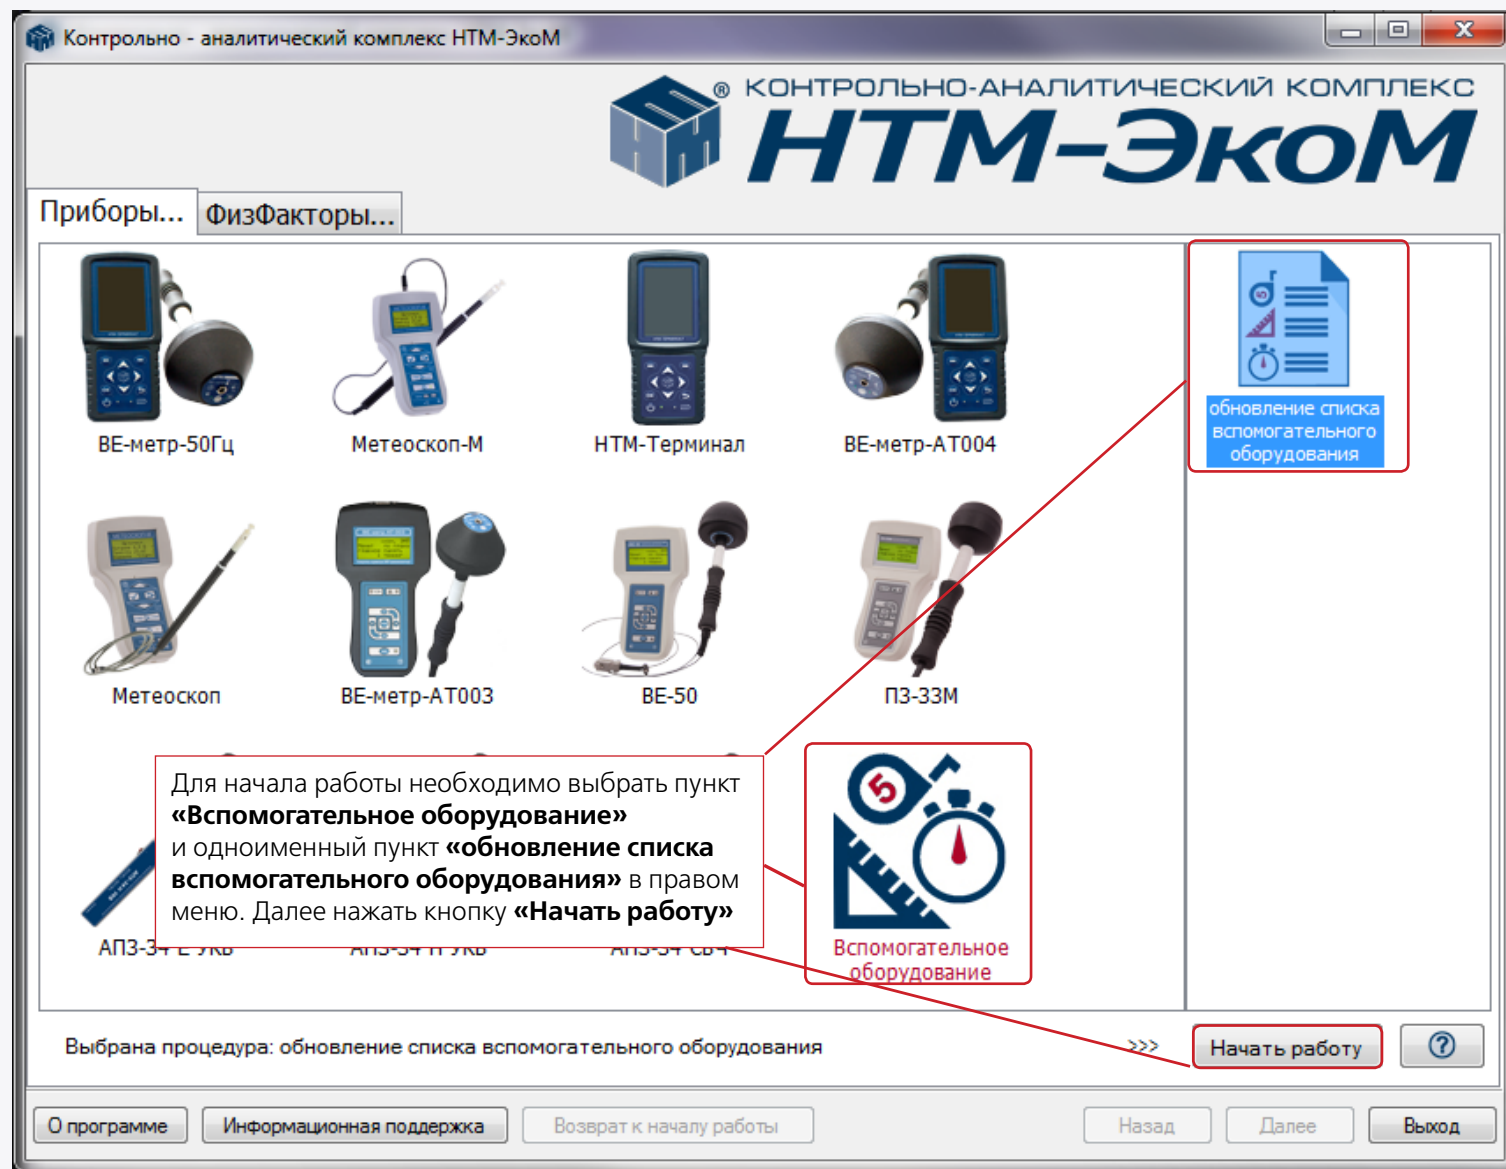 Контрольно - аналитический комплекс НТМ-ЭкоМ
® КОНТРОЛЬНО-АНАЛИТИЧЕСКИЙ КОМПЛЕКС
НТМ-ЭкоМ
Приборы...
ФизФакторы...
ВЕ-метр-50Гц
Метеоскоп-М
НТМ-Терминал
ВЕ-метр-АТ004
обновление списка
вспомогательного
оборудования
Метеоскоп
ВЕ-метр-АТ003
ВЕ-50
П3-33М
Для начала работы необходимо выбрать пункт
«Вспомогательное оборудование»
и одноименный пункт «обновление списка
вспомогательного оборудования» в правом
меню. Далее нажать кнопку «Начать работу»
5
5
Вспомогательное
оборудование
Выбрана процедура: обновление списка вспомогательного оборудования
>>>
Начать работу
?
О программе
Информационная поддержка
Возврат к началу работы
Назад
Далее
Выход